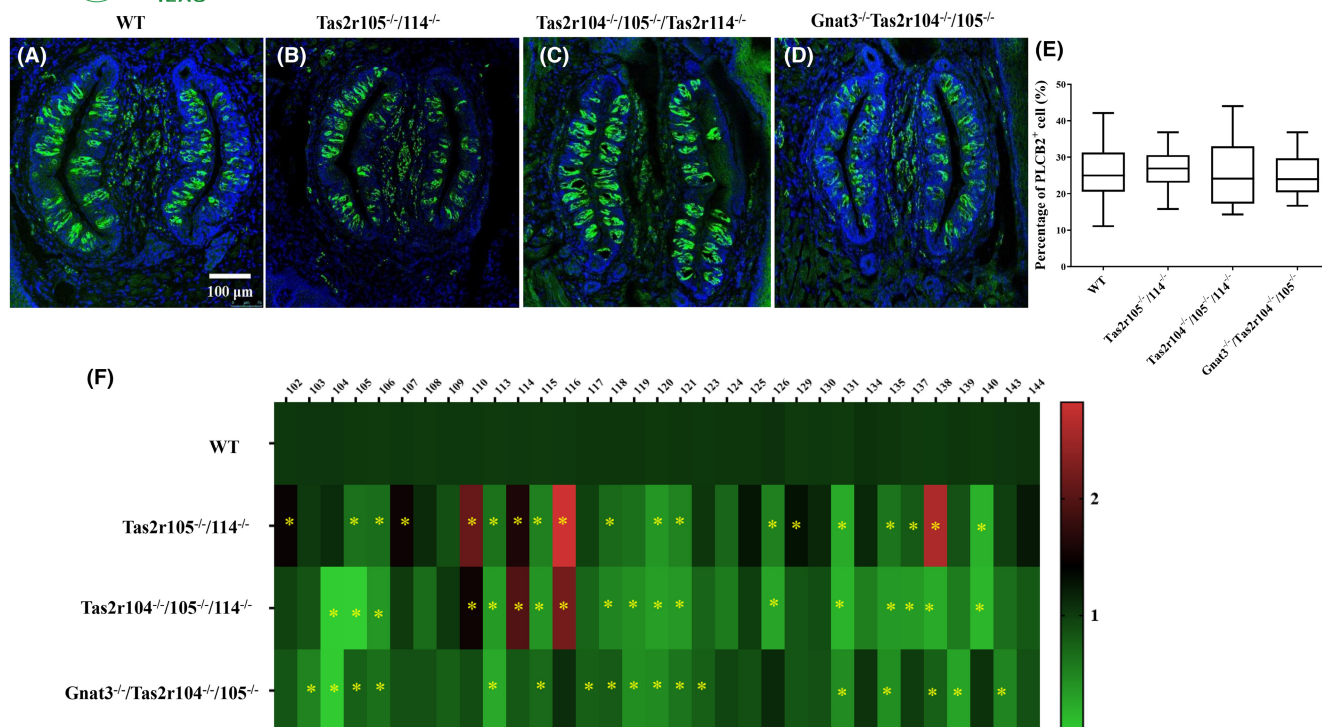 WT
Tas2r105⁻/⁻/114⁻/⁻
Tas2r104⁻/⁻/105⁻/⁻/Tas2r114⁻/⁻
Gnat3⁻/⁻Tas2r104⁻/⁻/105⁻/⁻
(A)
(B)
(C)
(D)
100 μm
(E)
Percentage of PLCB2⁺ cell (%)
50
40
30
20
10
0
WT
Tas2r105⁻/⁻/114⁻/⁻
Tas2r104⁻/⁻/105⁻/⁻/114⁻/⁻
Gnat3⁻/⁻/Tas2r104⁻/⁻/105⁻/⁻
(F)
102 103 104 105 106 107 108 109 110 113 114 115 116 117 118 119 120 121 123 124 125 126 129 130 131 134 135 137 138 139 140 143 144
WT
Tas2r105⁻/⁻/114⁻/⁻
* * * * * * * * * * * * * * * * * * *
Tas2r104⁻/⁻/105⁻/⁻/114⁻/⁻
* * * * * * * * * * * * * * * * * *
Gnat3⁻/⁻/Tas2r104⁻/⁻/105⁻/⁻
* * * * * * * * * * * * * * * * * *
2
1